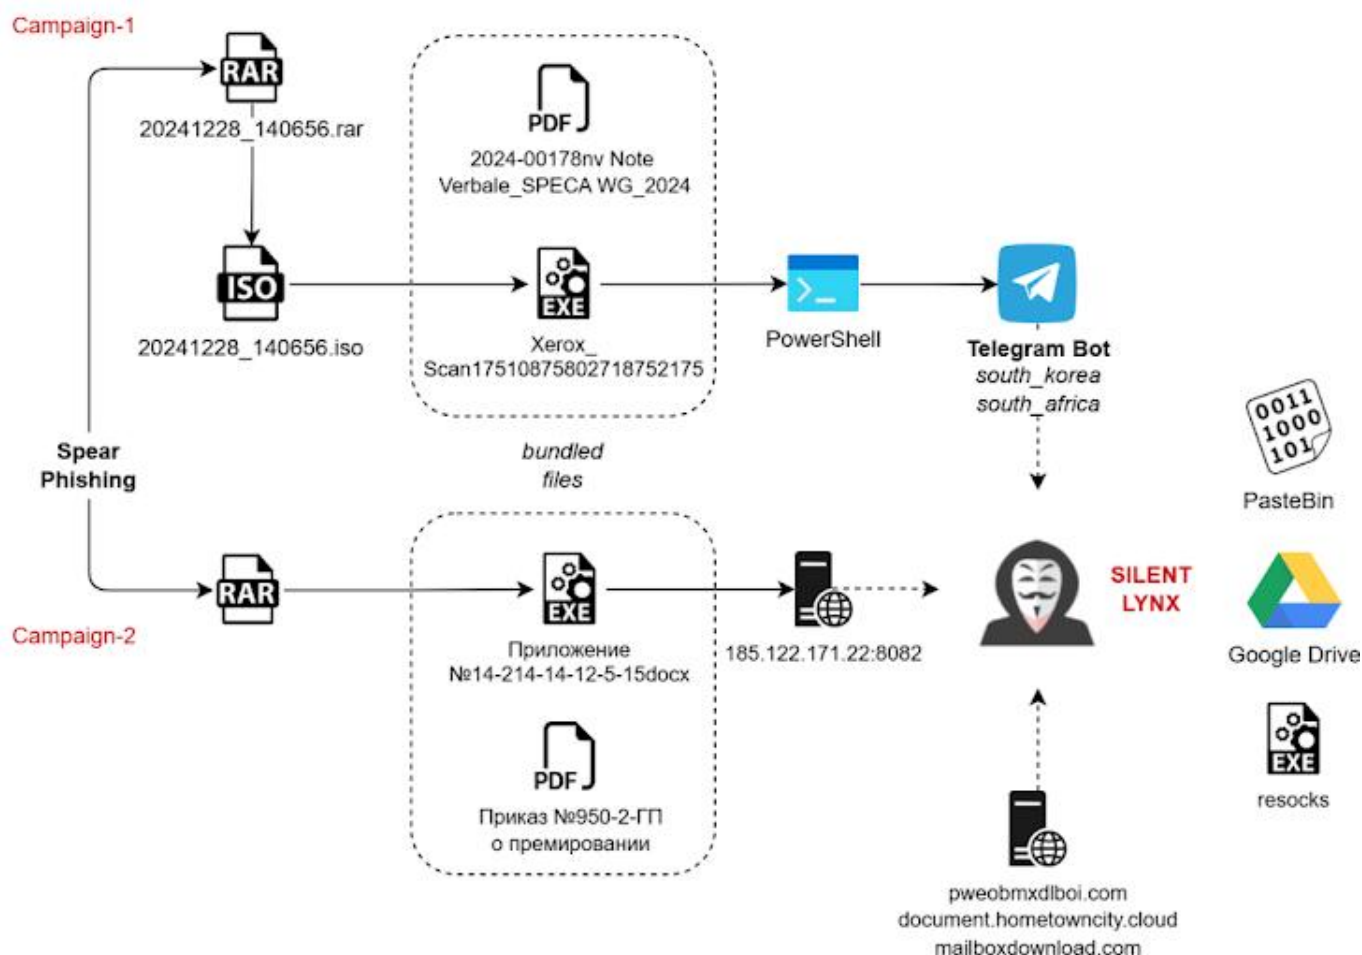 Campaign-1
RAR
20241228_140656.rar
ISO
20241228_140656.iso
PDF
2024-00178nv Note
Verbale_SPECA WG_2024
EXE
Xerox_
Scan17510875802718752175
PowerShell
Telegram Bot
south_korea
south_africa
Spear
Phishing
bundled
files
RAR
Campaign-2
EXE
Приложение
№14-214-14-12-5-15docx
PDF
Приказ №950-2-ГП
о премировании
185.122.171.22:8082
SILENT
LYNX
pweobmxdlboi.com
document.hometowncity.cloud
mailboxdownload.com
0011
1000
101
PasteBin
Google Drive
EXE
resocks